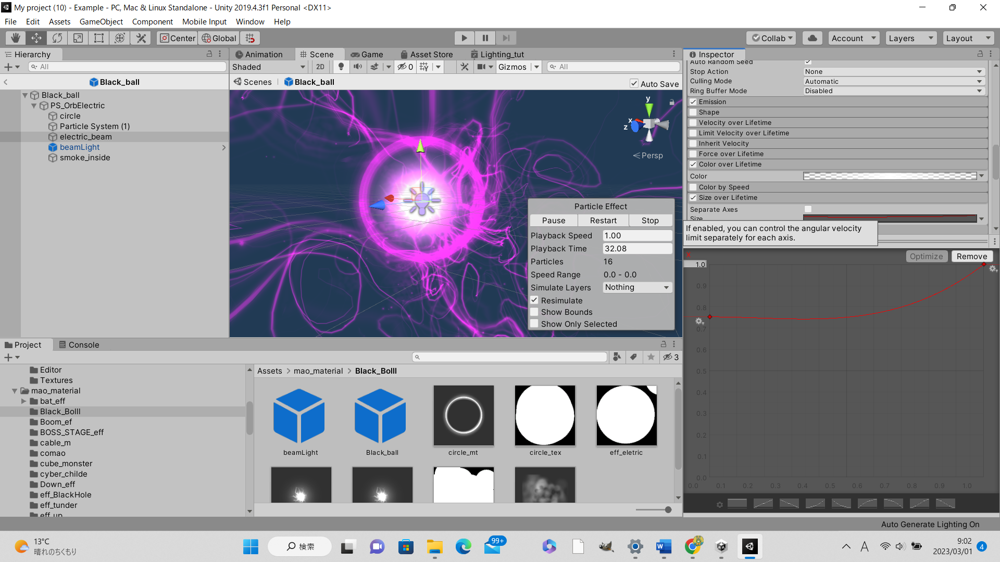 My project (10) - Example - PC, Mac & Linux Standalone - Unity 2019.4.3f1 Personal <DX11>
File Edit Assets GameObject Component Mobile Input Window Help
Center Global Collab Account Layers Layout
Hierarchy
All
Black_ball
Black_ball
PS_OrbElectric
circle
Particle System (1)
electric_beam
beamLight
smoke_inside
Animation Scene Game Asset Store Lighting_tut
Shaded 2D 0 Gizmos All
Scenes Black_ball Auto Save
y
x
z
Persp
Particle Effect
Pause Restart Stop
Playback Speed 1.00
Playback Time 32.08
Particles 16
Speed Range 0.0 - 0.0
Simulate Layers Nothing
Resimulate
Show Bounds
Show Only Selected
Inspector
Auto Random Seed
Stop Action None
Culling Mode Automatic
Ring Buffer Mode Disabled
Emission
Shape
Velocity over Lifetime
Limit Velocity over Lifetime
Inherit Velocity
Force over Lifetime
Color over Lifetime
Color
Color by Speed
Size over Lifetime
Separate Axes
Size
If enabled, you can control the angular velocity
limit separately for each axis.
x
Optimize Remove
1.0
0.9
0.8
0.7
0.6
0.5
0.4
0.3
0.2
0.1
0.0
0.0 0.1 0.2 0.3 0.4 0.5 0.6 0.7 0.8 0.9 1.0
Project Console
3
Editor
Textures
mao_material
bat_eff
Black_Bolll
Boom_ef
BOSS_STAGE_eff
cable_m
comao
cube_monster
cyber_childe
Down_eff
eff_BlackHole
eff_tunder
eff_up
Assets mao_material Black_Bolll
beamLight Black_ball circle_mt circle_tex eff_eletric
Auto Generate Lighting On
13°C
晴れのちくもり
検索
99+
A
9:02
2023/03/01
4